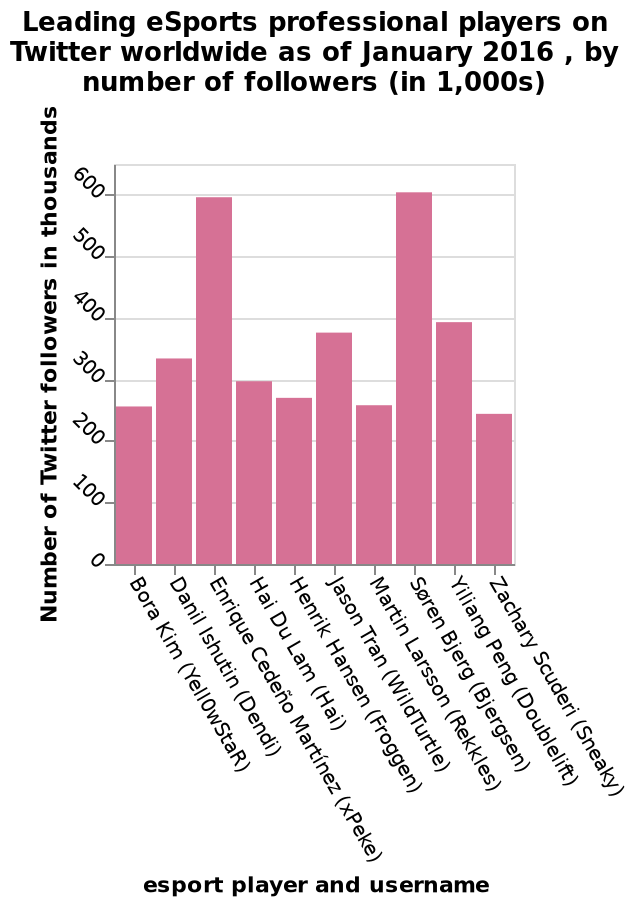 Leading eSports professional players on
Twitter worldwide as of January 2016 , by
number of followers (in 1,000s)
Number of Twitter followers in thousands
600
500
400
300
200
100
0
Bora Kim (Yell0wStaR)
Danil Ishutin (Dendi)
Enrique Cedeño Martínez (xPeke)
Hai Du Lam (Hai)
Henrik Hansen (Froggen)
Jason Tran (WildTurtle)
Martin Larsson (Rekkles)
Søren Bjerg (Bjergsen)
Yiliang Peng (Doublelift)
Zachary Scuderi (Sneaky)
esport player and username